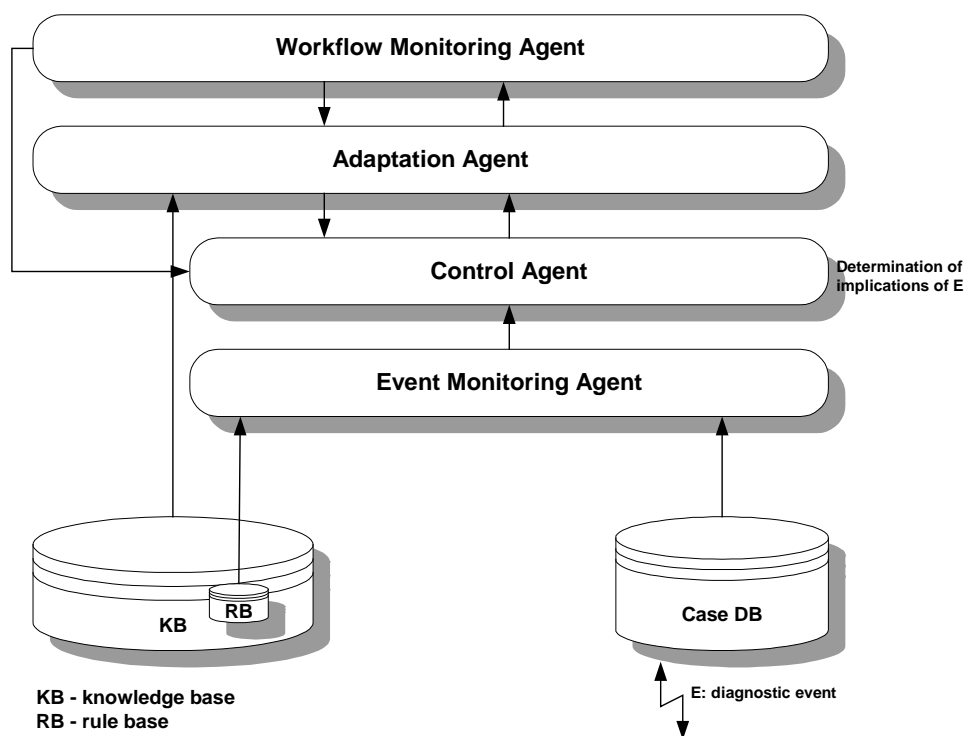 Workflow Monitoring Agent
Adaptation Agent
Control Agent
Determination of
implications of E
Event Monitoring Agent
RB
KB
Case DB
E: diagnostic event
KB - knowledge base
RB - rule base